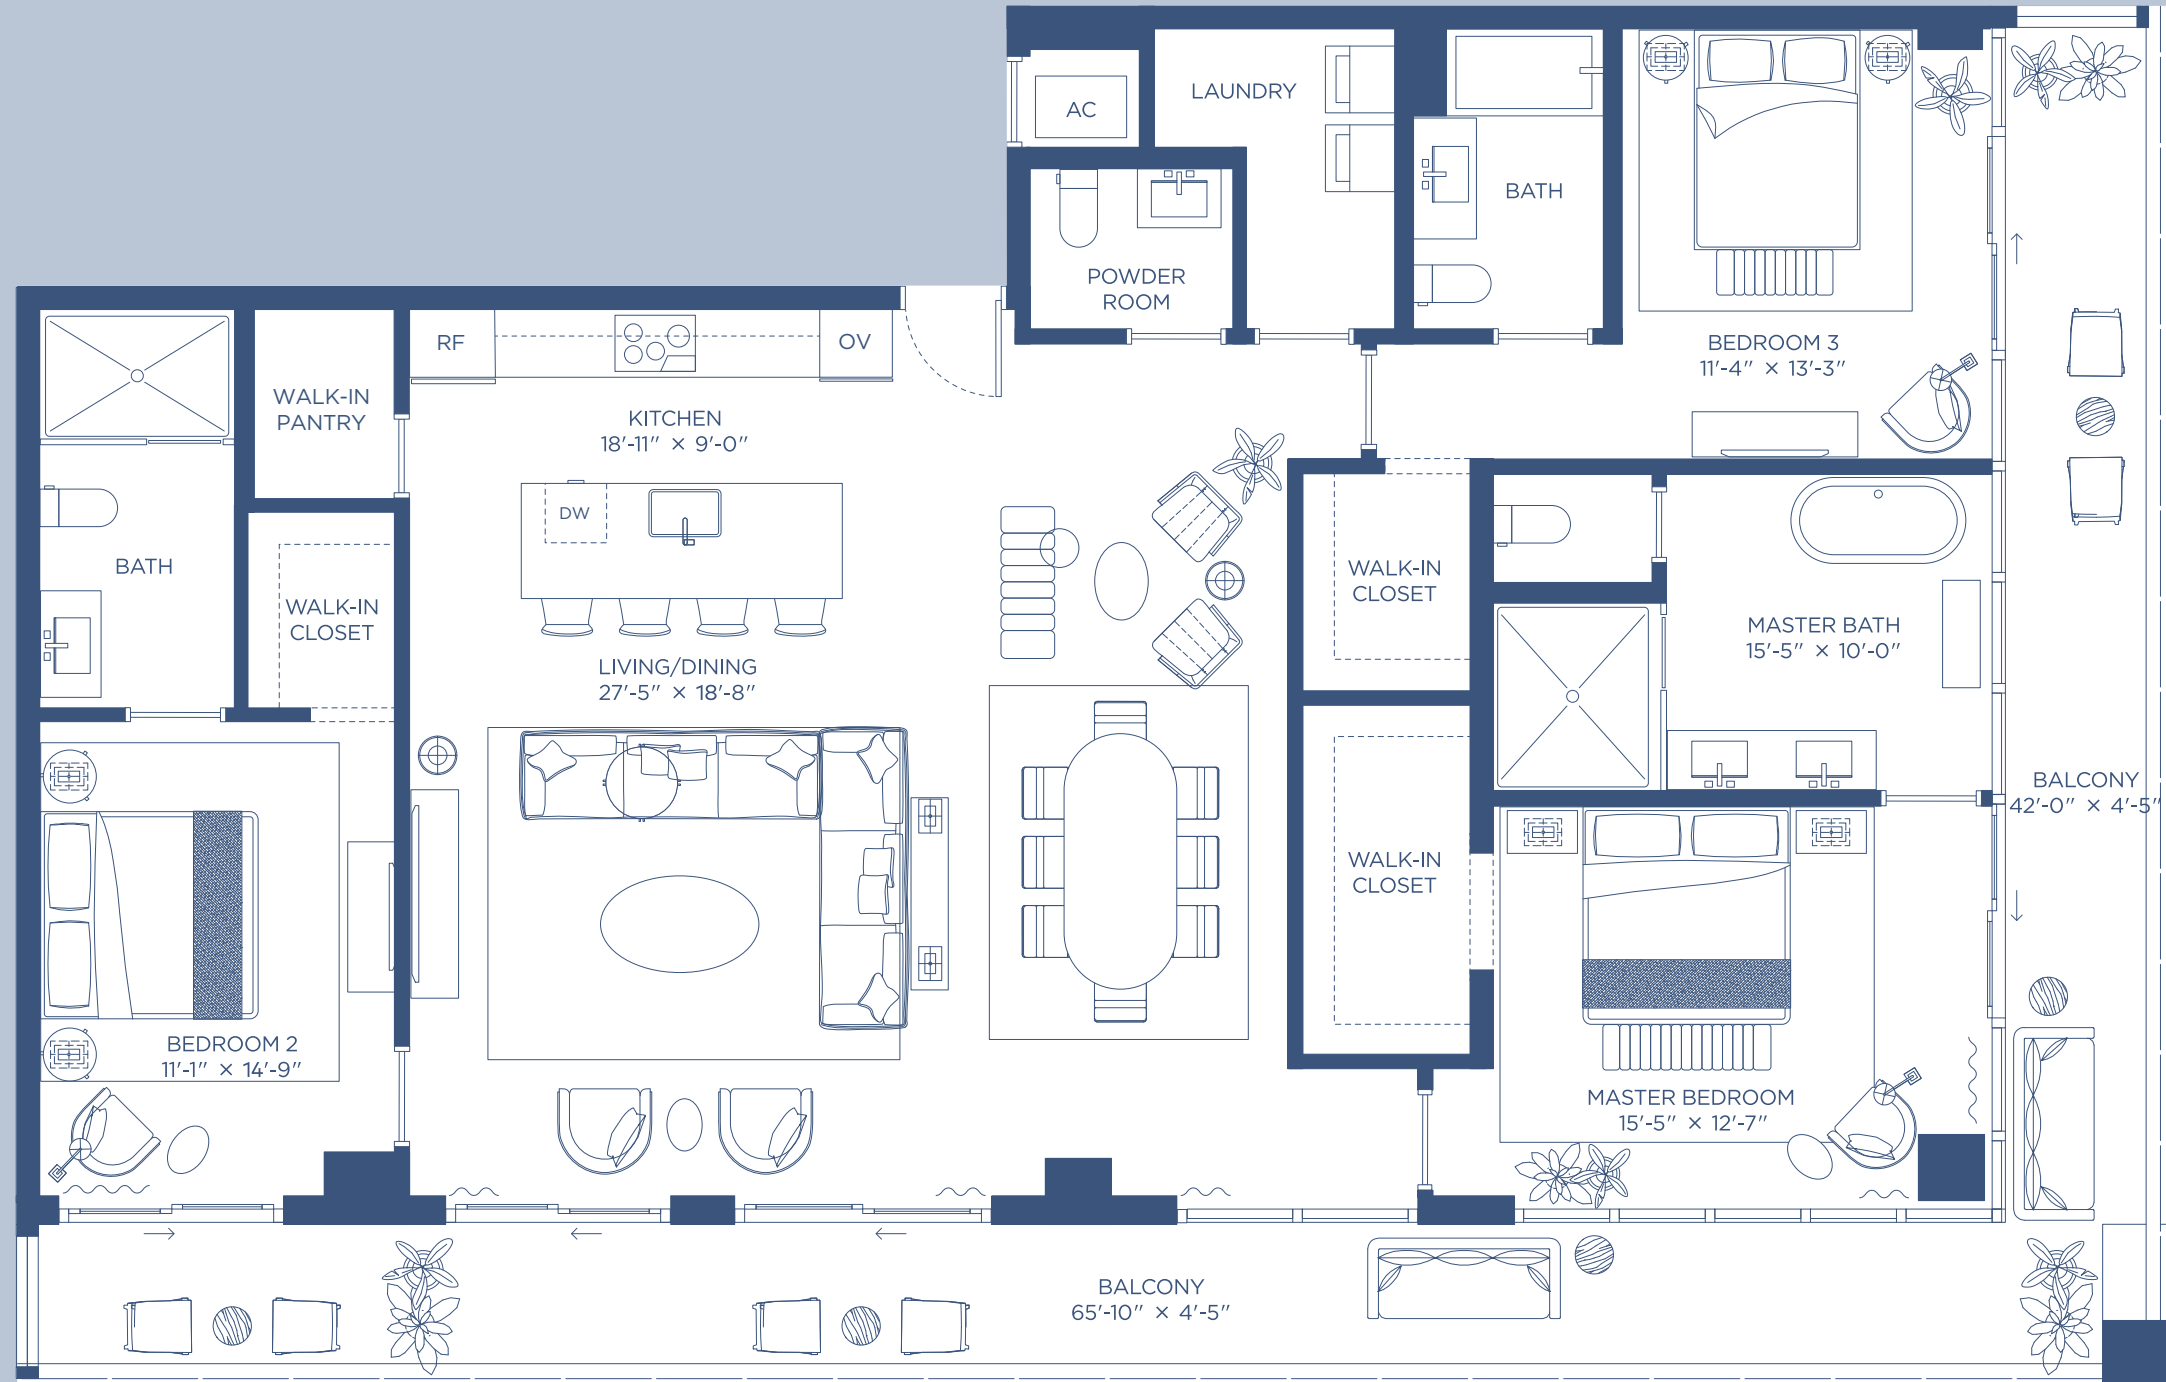 AC
LAUNDRY
BATH
POWDER
ROOM
BEDROOM 3
11'-4" × 13'-3"
RF
OV
WALK-IN
PANTRY
KITCHEN
18'-11" × 9'-0"
DW
BATH
WALK-IN
CLOSET
WALK-IN
CLOSET
LIVING/DINING
27'-5" × 18'-8"
MASTER BATH
15'-5" × 10'-0"
BALCONY
42'-0" × 4'-5"
WALK-IN
CLOSET
BEDROOM 2
11'-1" × 14'-9"
MASTER BEDROOM
15'-5" × 12'-7"
BALCONY
65'-10" × 4'-5"